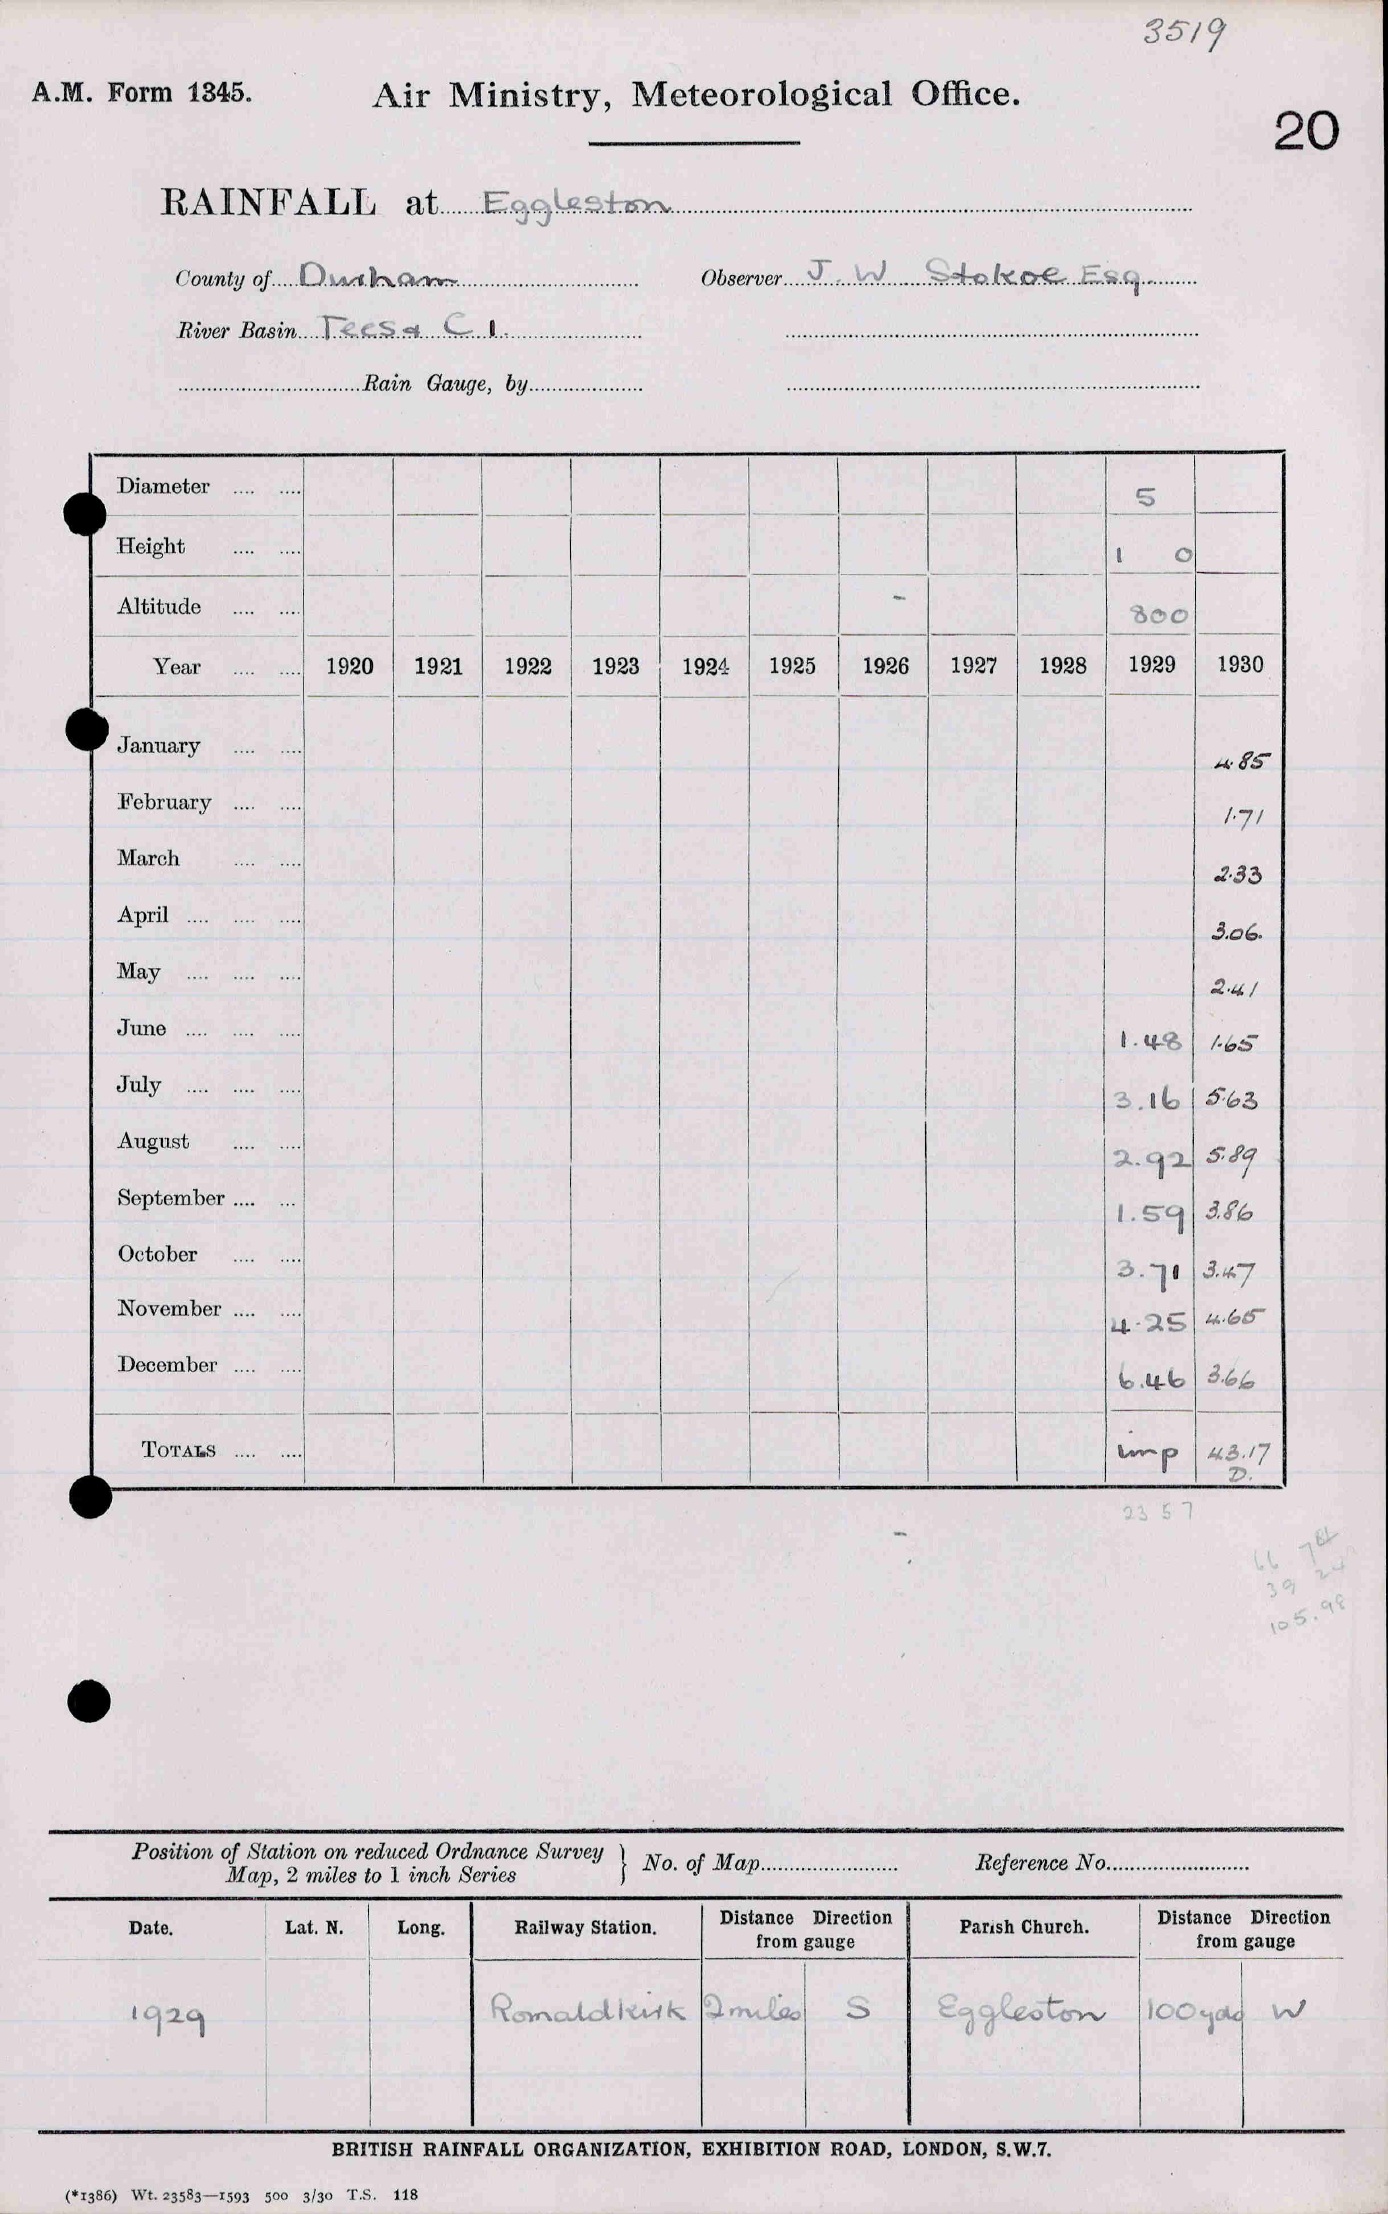 3519
A.M. Form 1345. Air Ministry, Meteorological Office.
20
RAINFALL at Eggleston
County of Durham Observer J. W. Stokoe Esq.
River Basin Tees & C 1.
Rain Gauge, by
Diameter 5
Height 1 0
Altitude 800
Year 1920 1921 1922 1923 1924 1925 1926 1927 1928 1929 1930
January 4.85
February 1.71
March 2.33
April 3.06.
May 2.41
June 1.48 1.65
July 3.16 5.63
August 2.92 5.89
September 1.59 3.86
October 3.71 3.47
November 4.25 4.65
December 6.46 3.66
TOTALS imp 43.17
D.
23 57
66 74
39 24
105.98
Position of Station on reduced Ordnance Survey
Map, 2 miles to 1 inch Series } No. of Map Reference No.
Date. Lat. N. Long. Railway Station. Distance Direction from gauge Parish Church. Distance Direction from gauge
1929 Romaldkirk 2 miles S Eggleston 100 yds W
BRITISH RAINFALL ORGANIZATION, EXHIBITION ROAD, LONDON, S.W.7.
(*1386) Wt. 23583—1593 500 3/30 T.S. 118